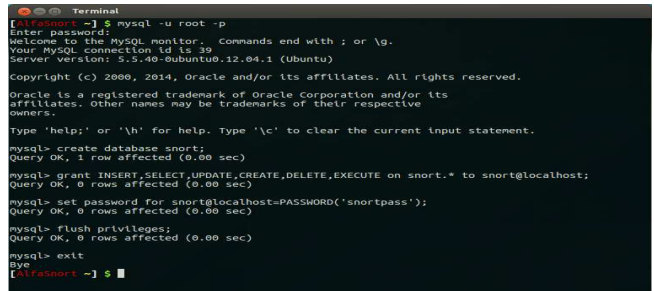 Terminal
[AlfaSnort ~] $ mysql -u root -p
Enter password:
Welcome to the MySQL monitor.  Commands end with ; or \g.
Your MySQL connection id is 39
Server version: 5.5.40-0ubuntu0.12.04.1 (Ubuntu)
Copyright (c) 2000, 2014, Oracle and/or its affiliates. All rights reserved.
Oracle is a registered trademark of Oracle Corporation and/or its
affiliates. Other names may be trademarks of their respective
owners.
Type 'help;' or '\h' for help. Type '\c' to clear the current input statement.
mysql> create database snort;
Query OK, 1 row affected (0.00 sec)
mysql> grant INSERT,SELECT,UPDATE,CREATE,DELETE,EXECUTE on snort.* to snort@localhost;
Query OK, 0 rows affected (0.00 sec)
mysql> set password for snort@localhost=PASSWORD('snortpass');
Query OK, 0 rows affected (0.00 sec)
mysql> flush privileges;
Query OK, 0 rows affected (0.00 sec)
mysql> exit
Bye
[AlfaSnort ~] $